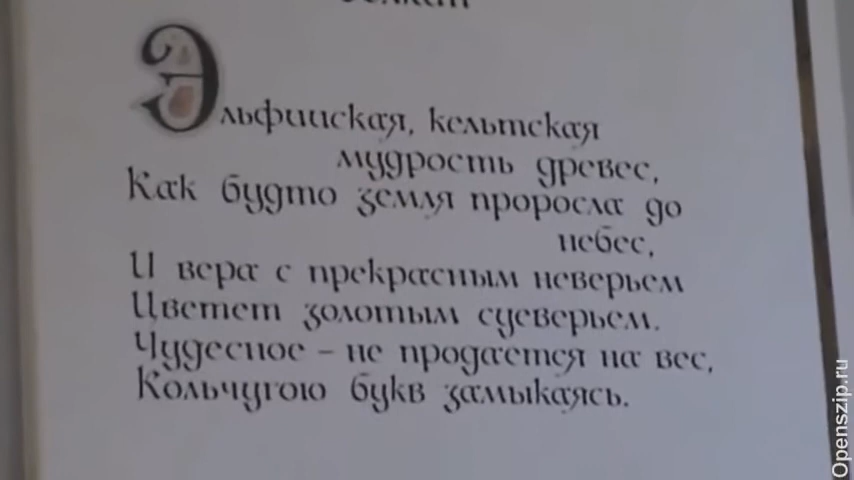 Эльфийская, кельтская
мудрость древес,
Как будто земля проросла до
небес,
И вера с прекрасным неверьем
Цветет золотым суеверьем.
Чудесное – не продается на вес,
Кольчугою букв замыкаясь.
Openszip.ru